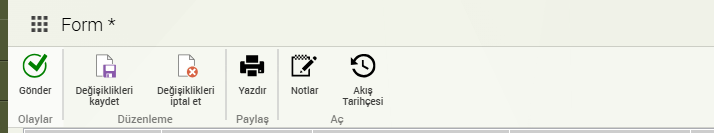 Form *
Gönder
Değişiklikleri
kaydet
Değişiklikleri
iptal et
Yazdır
Notlar
Akış
Tarihçesi
Olaylar
Düzenleme
Paylaş
Aç